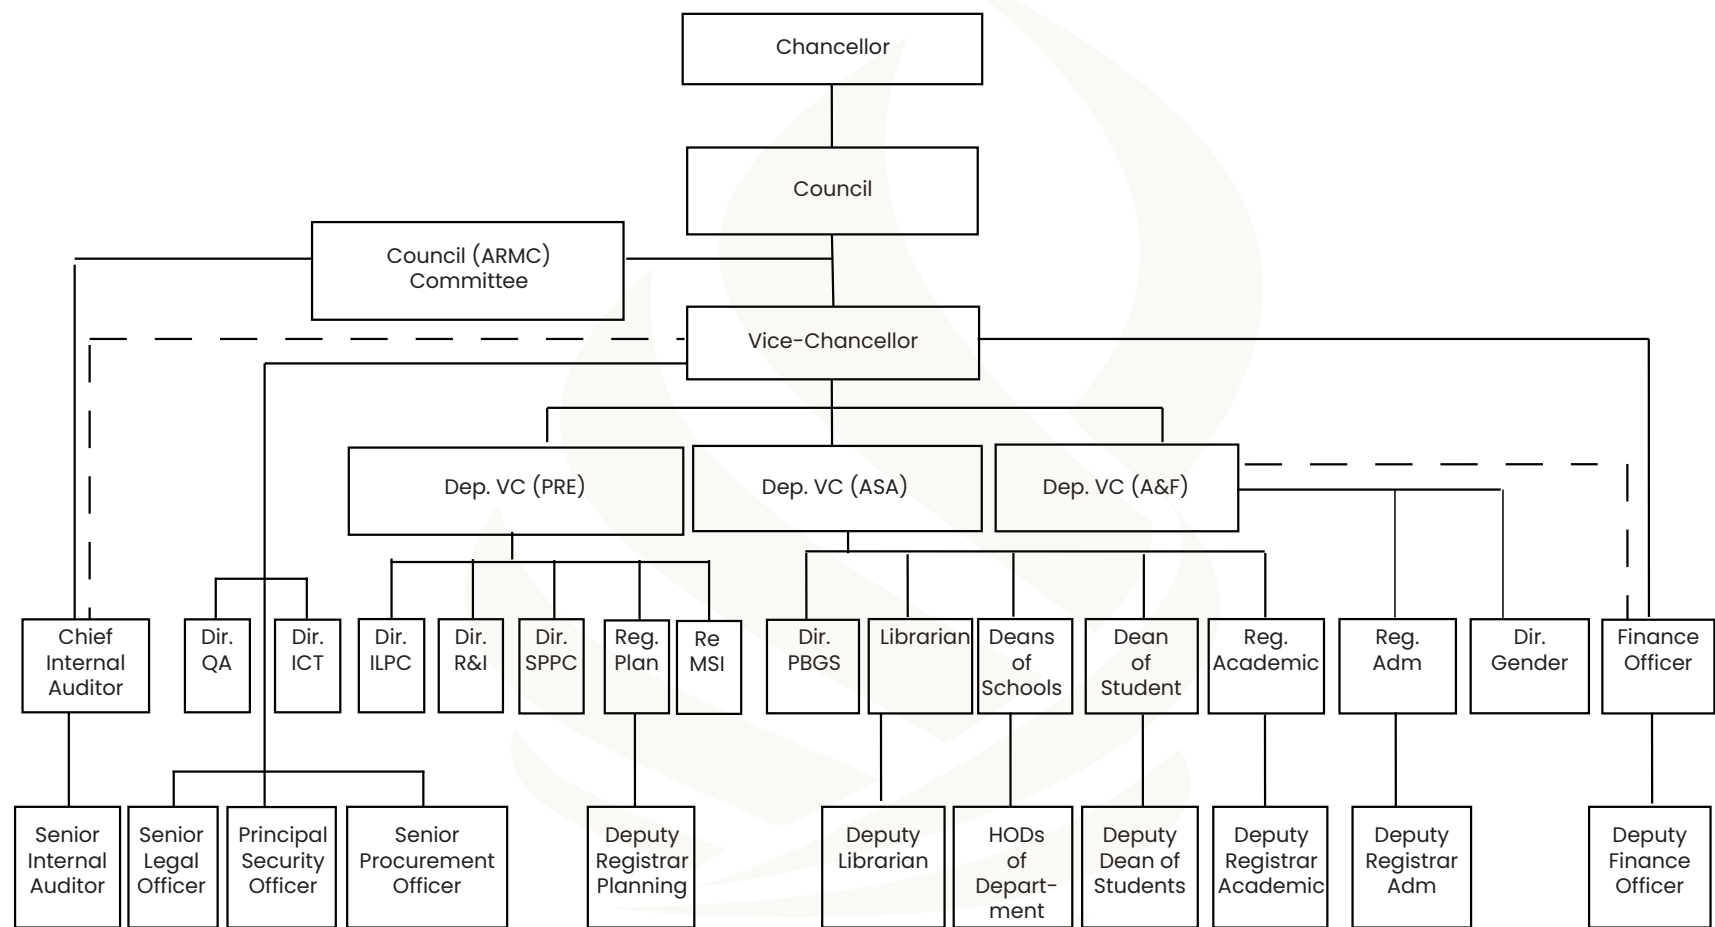 Chancellor
Council
Council (ARMC)
Committee
Vice-Chancellor
Dep. VC (PRE)
Dep. VC (ASA)
Dep. VC (A&F)
Chief
Internal
Auditor
Dir.
QA
Dir.
ICT
Dir.
ILPC
Dir.
R&I
Dir.
SPPC
Reg.
Plan
Re
MSI
Dir.
PBGS
Librarian
Deans
of
Schools
Dean
of
Student
Reg.
Academic
Reg.
Adm
Dir.
Gender
Finance
Officer
Senior
Internal
Auditor
Senior
Legal
Officer
Principal
Security
Officer
Senior
Procurement
Officer
Deputy
Registrar
Planning
Deputy
Librarian
HODs
of
Depart-
ment
Deputy
Dean of
Students
Deputy
Registrar
Academic
Deputy
Registrar
Adm
Deputy
Finance
Officer